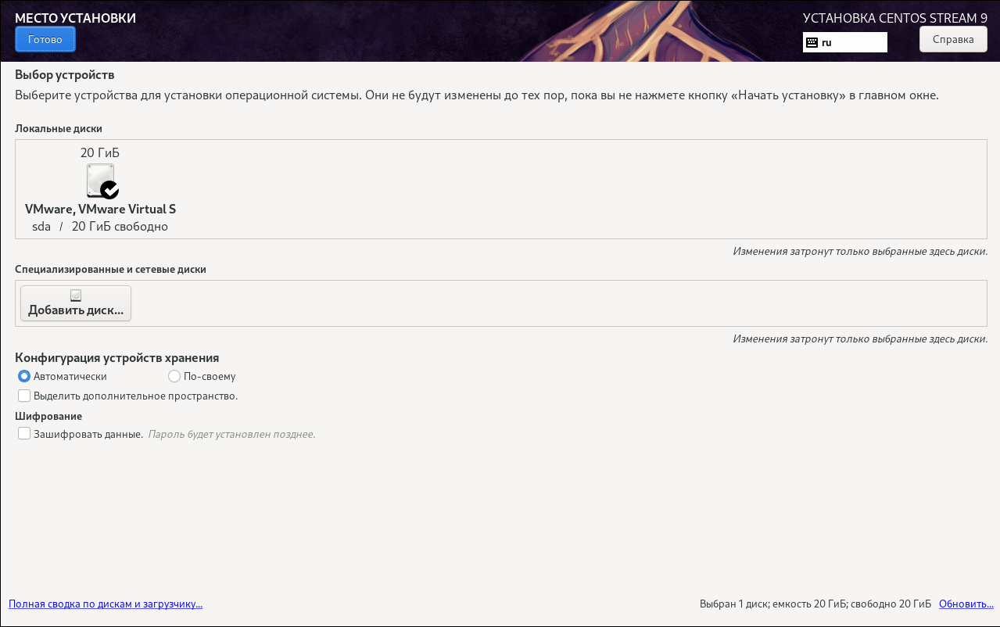 МЕСТО УСТАНОВКИ
УСТАНОВКА CENTOS STREAM 9
Готово
ru
Справка
Выбор устройств
Выберите устройства для установки операционной системы. Они не будут изменены до тех пор, пока вы не нажмете кнопку «Начать установку» в главном окне.
Локальные диски
20 ГиБ
VMware, VMware Virtual S
sda / 20 ГиБ свободно
Изменения затронут только выбранные здесь диски.
Специализированные и сетевые диски
Добавить диск...
Изменения затронут только выбранные здесь диски.
Конфигурация устройств хранения
Автоматически По-своему
Выделить дополнительное пространство.
Шифрование
Зашифровать данные. Пароль будет установлен позднее.
Полная сводка по дискам и загрузчику... Выбран 1 диск; емкость 20 ГиБ; свободно 20 ГиБ Обновить...